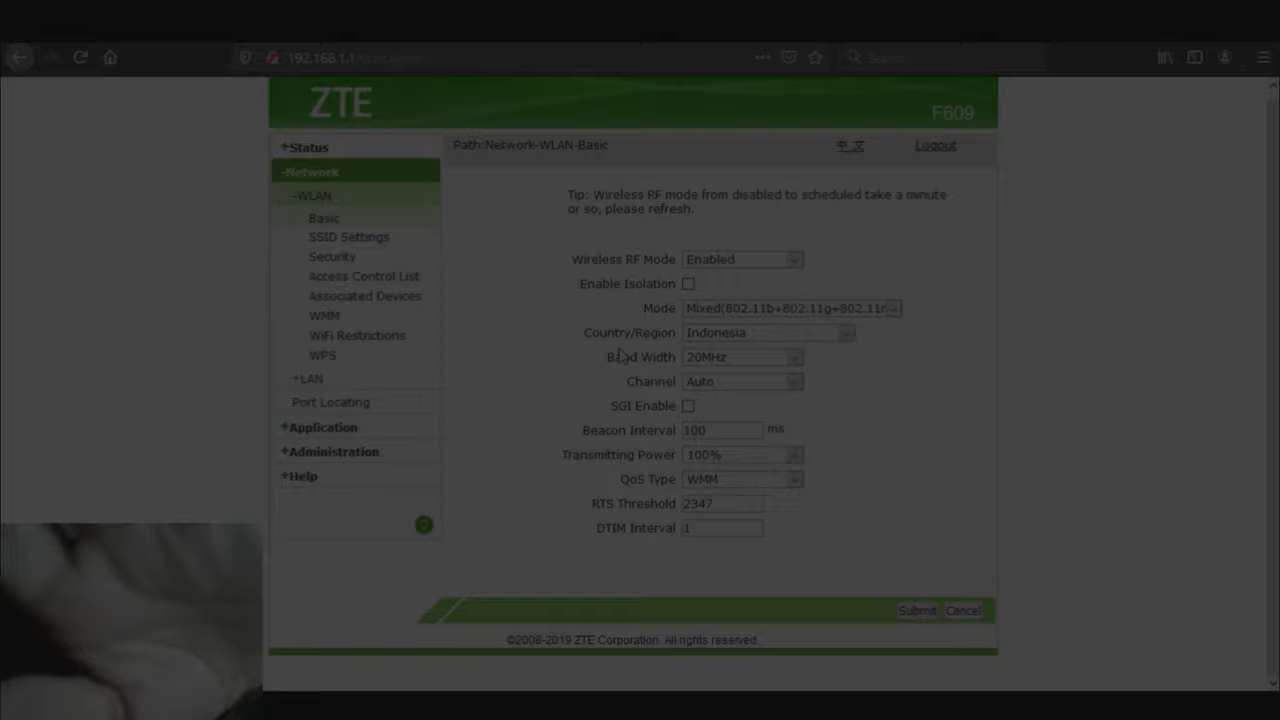 192.168.1.1
Search
ZTE
F609
+Status
-Network
-WLAN
Basic
SSID Settings
Security
Access Control List
Associated Devices
WMM
WiFi Restrictions
WPS
+LAN
Port Locating
+Application
+Administration
+Help
?
Path:Network-WLAN-Basic
中文
Logout
Tip: Wireless RF mode from disabled to scheduled take a minute
or so, please refresh.
Wireless RF Mode Enabled
Enable Isolation
Mode Mixed(802.11b+802.11g+802.11n
Country/Region Indonesia
Band Width 20MHz
Channel Auto
SGI Enable
Beacon Interval 100 ms
Transmitting Power 100%
QoS Type WMM
RTS Threshold 2347
DTIM Interval 1
Submit Cancel
©2008-2019 ZTE Corporation. All rights reserved.